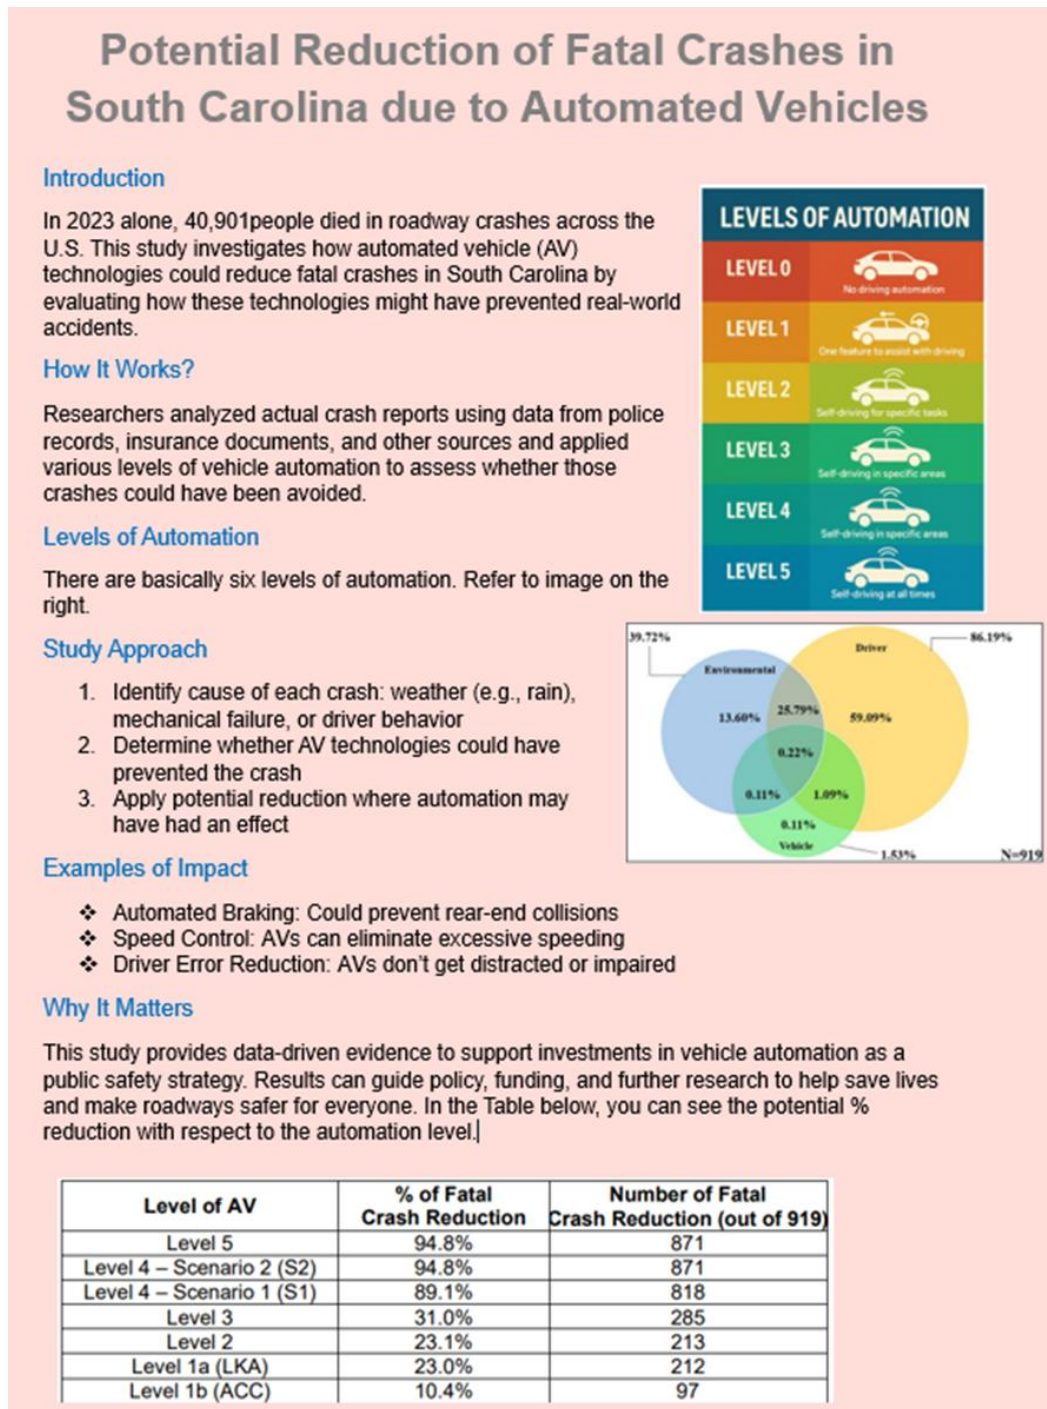 Potential Reduction of Fatal Crashes in
South Carolina due to Automated Vehicles
Introduction
In 2023 alone, 40,901people died in roadway crashes across the
U.S. This study investigates how automated vehicle (AV)
technologies could reduce fatal crashes in South Carolina by
evaluating how these technologies might have prevented real-world
accidents.
How It Works?
Researchers analyzed actual crash reports using data from police
records, insurance documents, and other sources and applied
various levels of vehicle automation to assess whether those
crashes could have been avoided.
Levels of Automation
There are basically six levels of automation. Refer to image on the
right.
LEVELS OF AUTOMATION
LEVEL 0
No driving automation
LEVEL 1
One feature to assist with driving
LEVEL 2
Self-driving for specific tasks
LEVEL 3
Self-driving in specific areas
LEVEL 4
Self-driving in specific areas
LEVEL 5
Self-driving at all times
Study Approach
1. Identify cause of each crash: weather (e.g., rain),
mechanical failure, or driver behavior
2. Determine whether AV technologies could have
prevented the crash
3. Apply potential reduction where automation may
have had an effect
39.72%
86.19%
Driver
Environmental
13.60%
25.79%
59.09%
0.22%
0.11%
1.09%
0.11%
Vehicle
1.53%
N=919
Examples of Impact
❖ Automated Braking: Could prevent rear-end collisions
❖ Speed Control: AVs can eliminate excessive speeding
❖ Driver Error Reduction: AVs don't get distracted or impaired
Why It Matters
This study provides data-driven evidence to support investments in vehicle automation as a
public safety strategy. Results can guide policy, funding, and further research to help save lives
and make roadways safer for everyone. In the Table below, you can see the potential %
reduction with respect to the automation level.
Level of AV | % of Fatal Crash Reduction | Number of Fatal Crash Reduction (out of 919)
Level 5 | 94.8% | 871
Level 4 – Scenario 2 (S2) | 94.8% | 871
Level 4 – Scenario 1 (S1) | 89.1% | 818
Level 3 | 31.0% | 285
Level 2 | 23.1% | 213
Level 1a (LKA) | 23.0% | 212
Level 1b (ACC) | 10.4% | 97